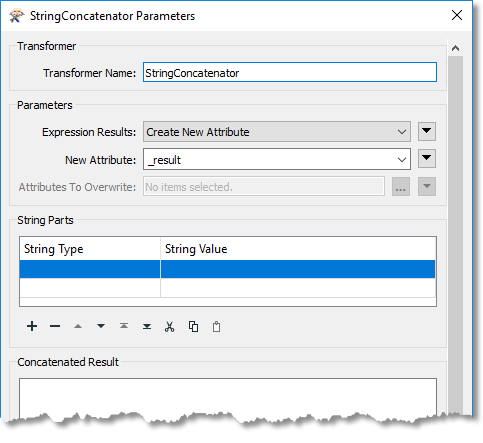 StringConcatenator Parameters
Transformer
Transformer Name: StringConcatenator
Parameters
Expression Results: Create New Attribute
New Attribute: _result
Attributes To Overwrite: No items selected. ...
String Parts
String Type String Value
Concatenated Result